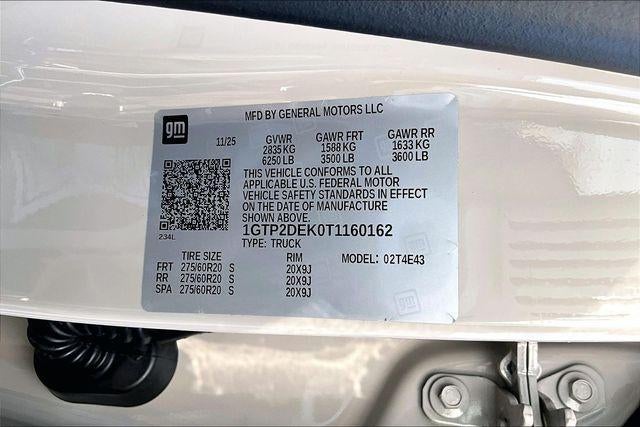 MFD BY GENERAL MOTORS LLC
gm
11/25 GVWR GAWR FRT GAWR RR
2835 KG 1588 KG 1633 KG
6250 LB 3500 LB 3600 LB
THIS VEHICLE CONFORMS TO ALL
APPLICABLE U.S. FEDERAL MOTOR
VEHICLE SAFETY STANDARDS IN EFFECT
ON THE DATE OF MANUFACTURE
SHOWN ABOVE.
1GTP2DEK0T1160162
234L
TYPE: TRUCK
TIRE SIZE RIM MODEL: 02T4E43
FRT 275/60R20 S 20X9J
RR 275/60R20 S 20X9J
SPA 275/60R20 S 20X9J